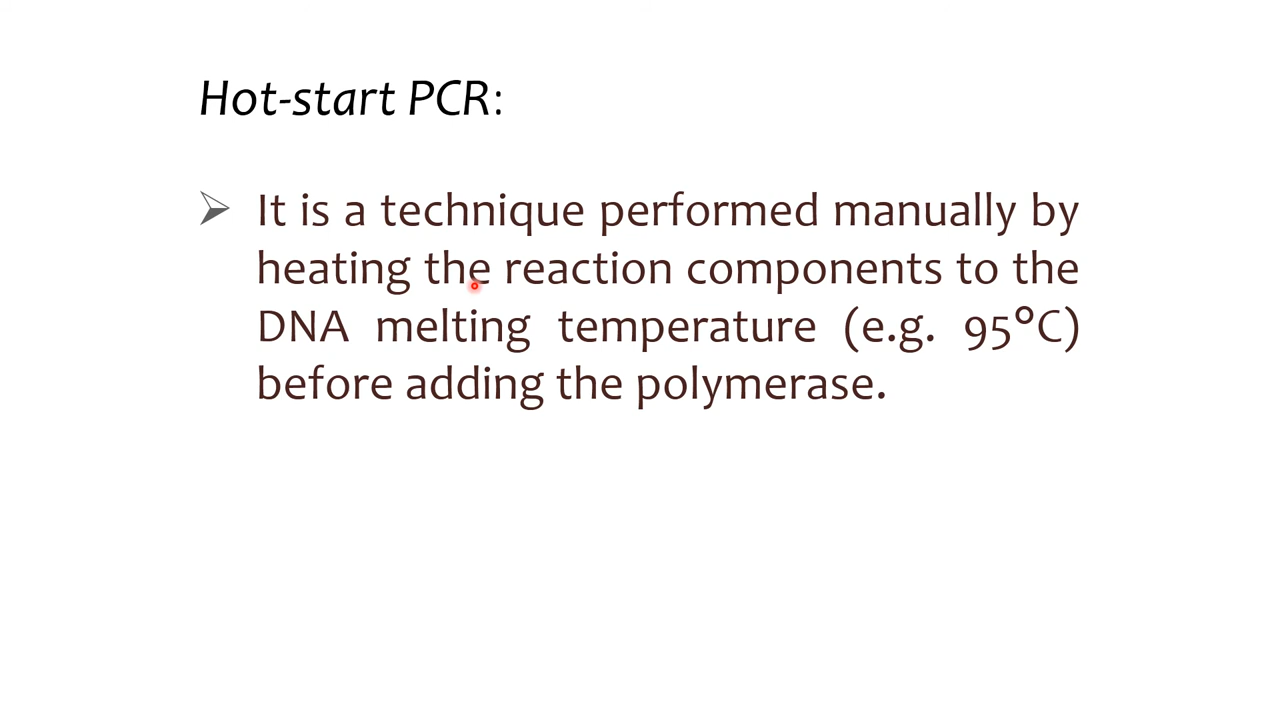 Hot-start PCR:
It is a technique performed manually by
heating the reaction components to the
DNA melting temperature (e.g. 95°C)
before adding the polymerase.